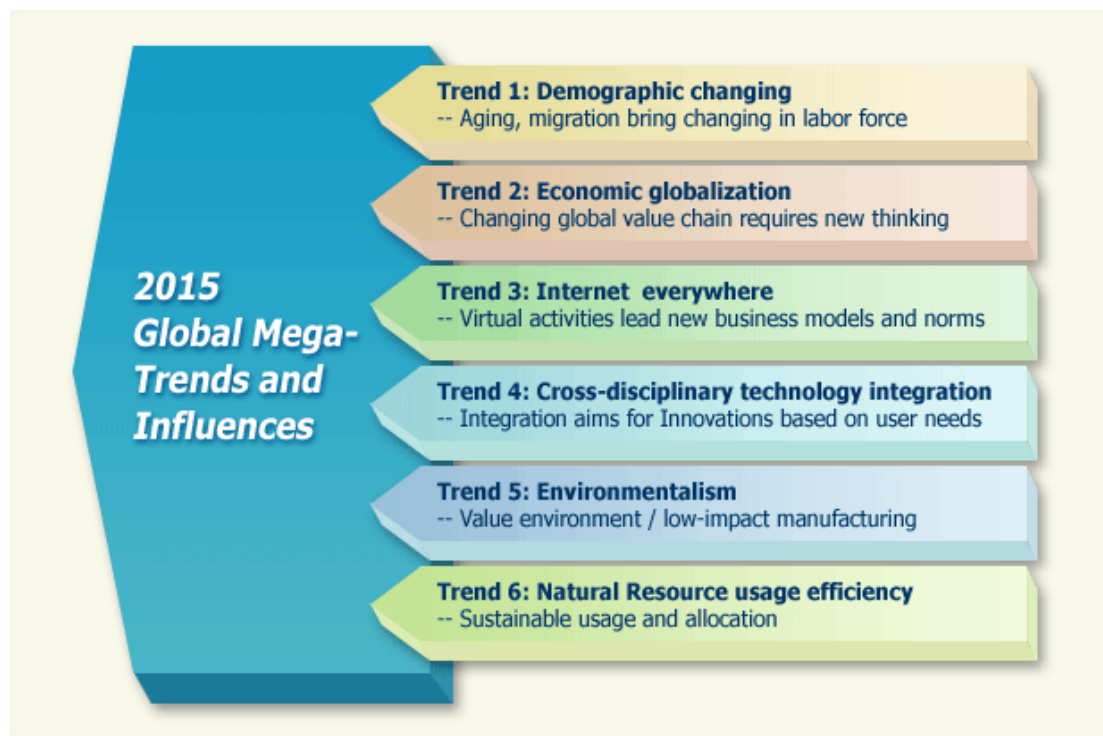 2015
Global Mega-
Trends and
Influences
Trend 1: Demographic changing
-- Aging, migration bring changing in labor force
Trend 2: Economic globalization
-- Changing global value chain requires new thinking
Trend 3: Internet everywhere
-- Virtual activities lead new business models and norms
Trend 4: Cross-disciplinary technology integration
-- Integration aims for Innovations based on user needs
Trend 5: Environmentalism
-- Value environment / low-impact manufacturing
Trend 6: Natural Resource usage efficiency
-- Sustainable usage and allocation